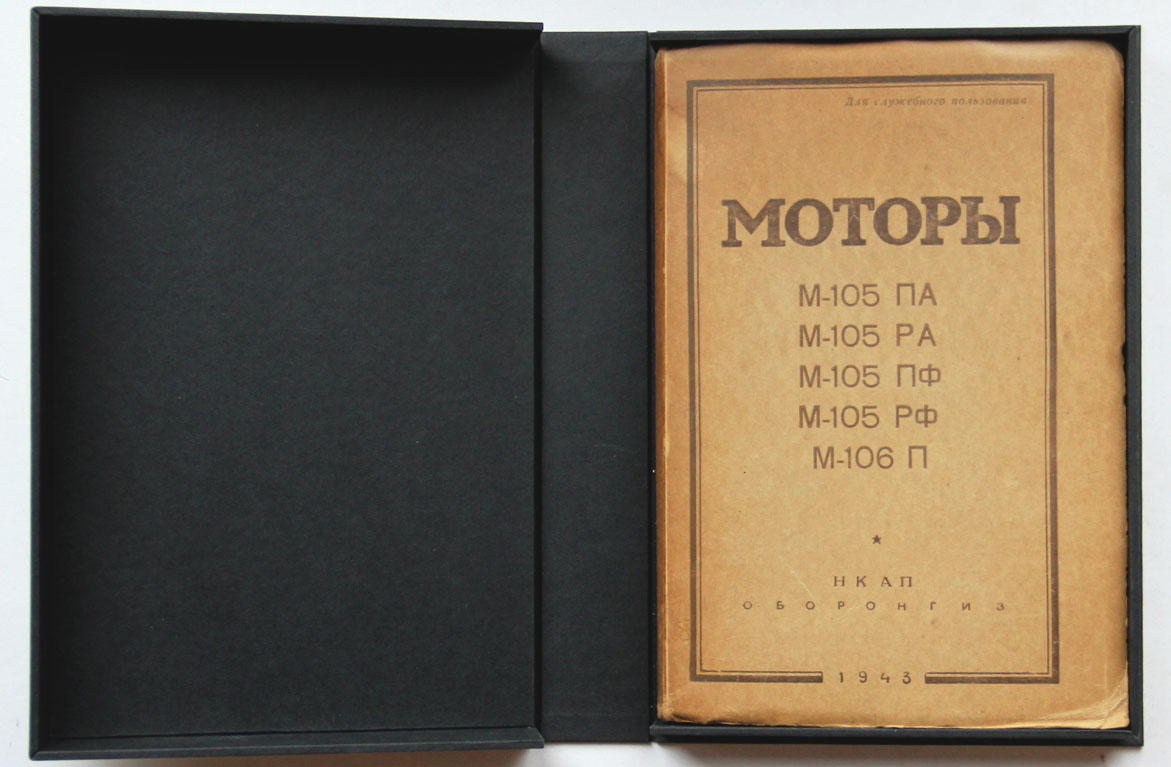 Для служебного пользования
МОТОРЫ
М-105 ПА
М-105 РА
М-105 ПФ
М-105 РФ
М-106 П
НКАП
ОБОРОНГИЗ
1943